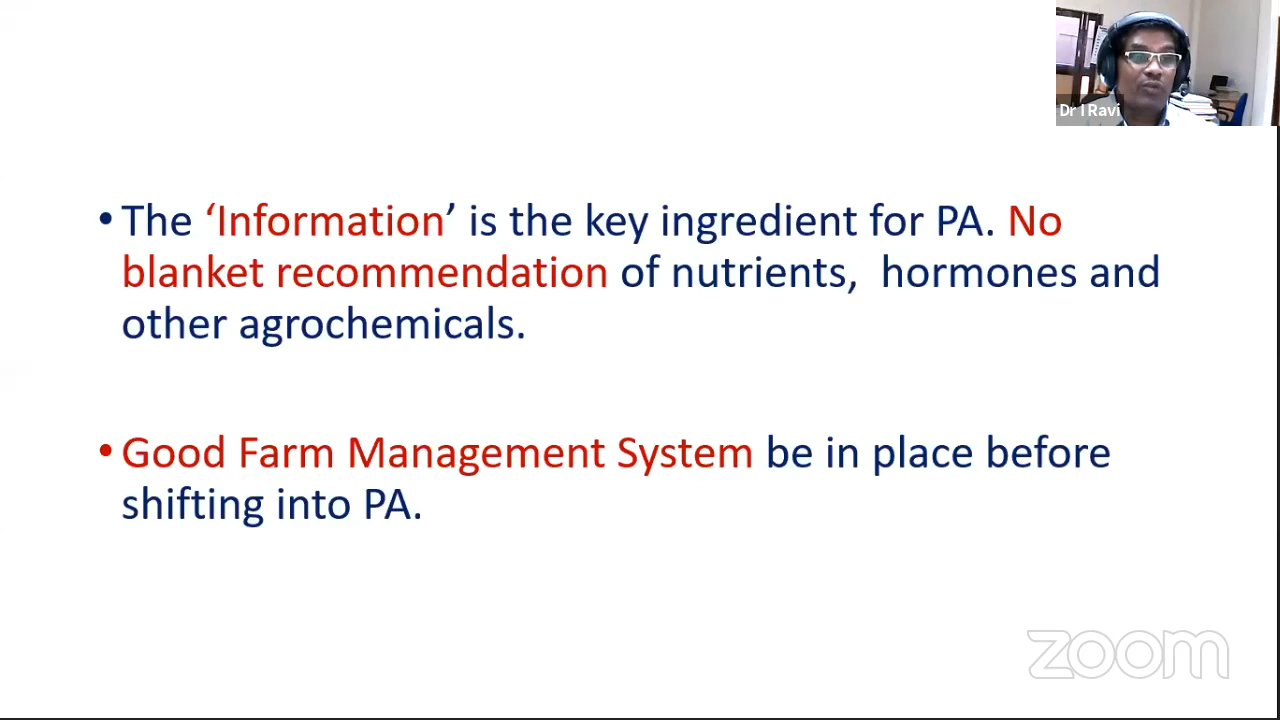 Dr I Ravi
• The ‘Information’ is the key ingredient for PA. No
blanket recommendation of nutrients, hormones and
other agrochemicals.
• Good Farm Management System be in place before
shifting into PA.
zoom